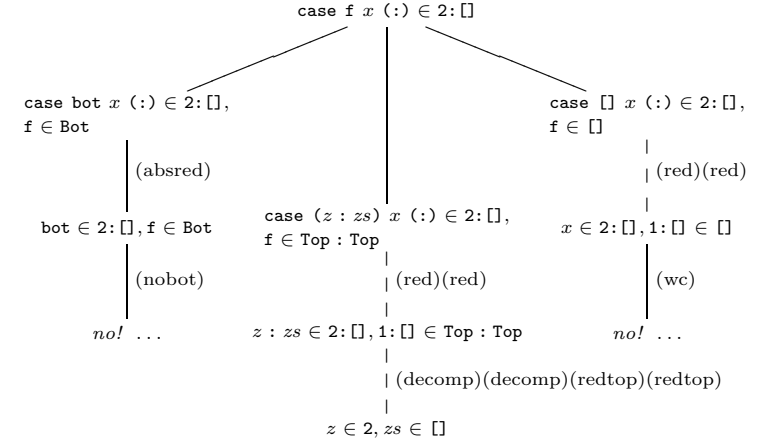 case f x (:) ∈ 2:[]
case bot x (:) ∈ 2:[],
f ∈ Bot
case [] x (:) ∈ 2:[],
f ∈ []
(absred)
(red)(red)
case (z : zs) x (:) ∈ 2:[],
f ∈ Top : Top
bot ∈ 2:[], f ∈ Bot
x ∈ 2:[], 1:[] ∈ []
(nobot)
(red)(red)
(wc)
no! ...
z : zs ∈ 2:[], 1:[] ∈ Top : Top
no! ...
(decomp)(decomp)(redtop)(redtop)
z ∈ 2, zs ∈ []